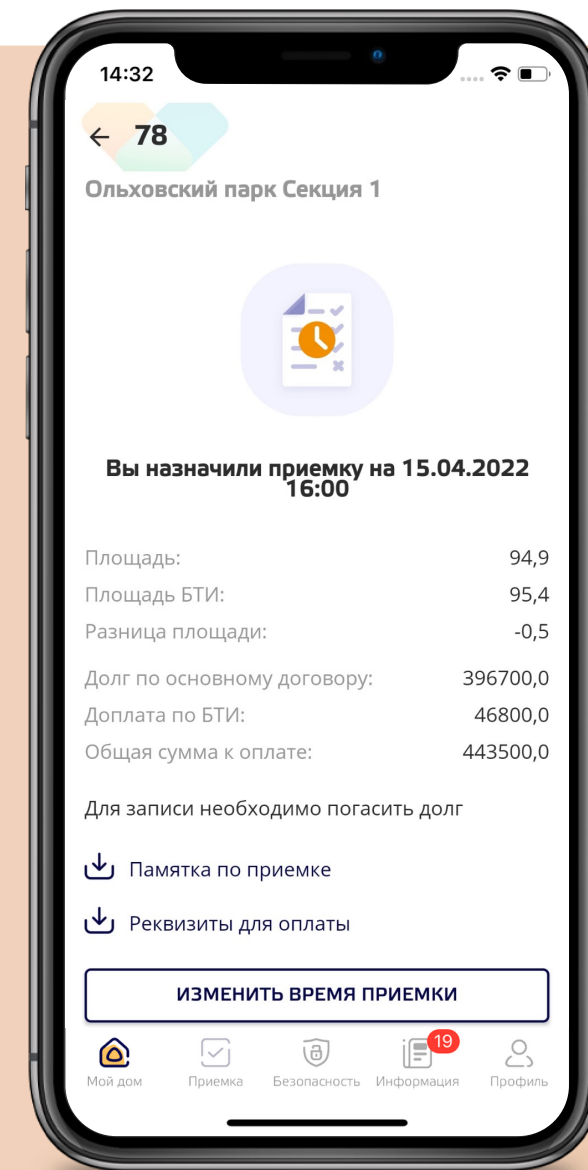 14:32
78
Ольховский парк Секция 1
Вы назначили приемку на 15.04.2022
16:00
Площадь: 94,9
Площадь БТИ: 95,4
Разница площади: -0,5
Долг по основному договору: 396700,0
Доплата по БТИ: 46800,0
Общая сумма к оплате: 443500,0
Для записи необходимо погасить долг
Памятка по приемке
Реквизиты для оплаты
ИЗМЕНИТЬ ВРЕМЯ ПРИЕМКИ
19
Мой дом Приемка Безопасность Информация Профиль